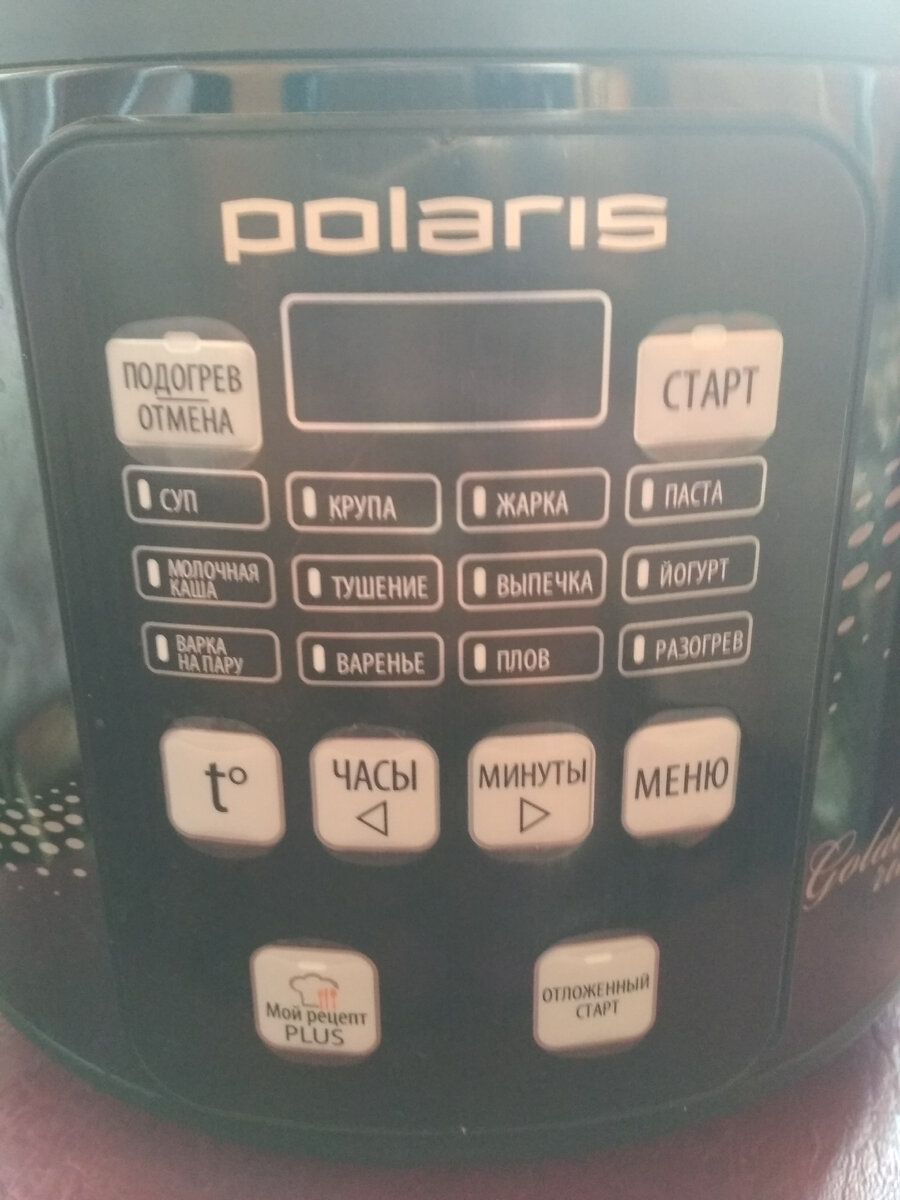 polaris
ПОДОГРЕВ
ОТМЕНА
СТАРТ
СУП
КРУПА
ЖАРКА
ПАСТА
МОЛОЧНАЯ
КАША
ТУШЕНИЕ
ВЫПЕЧКА
ЙОГУРТ
ВАРКА
НА ПАРУ
ВАРЕНЬЕ
ПЛОВ
РАЗОГРЕВ
t°
ЧАСЫ
МИНУТЫ
МЕНЮ
Мой рецепт
PLUS
ОТЛОЖЕННЫЙ
СТАРТ